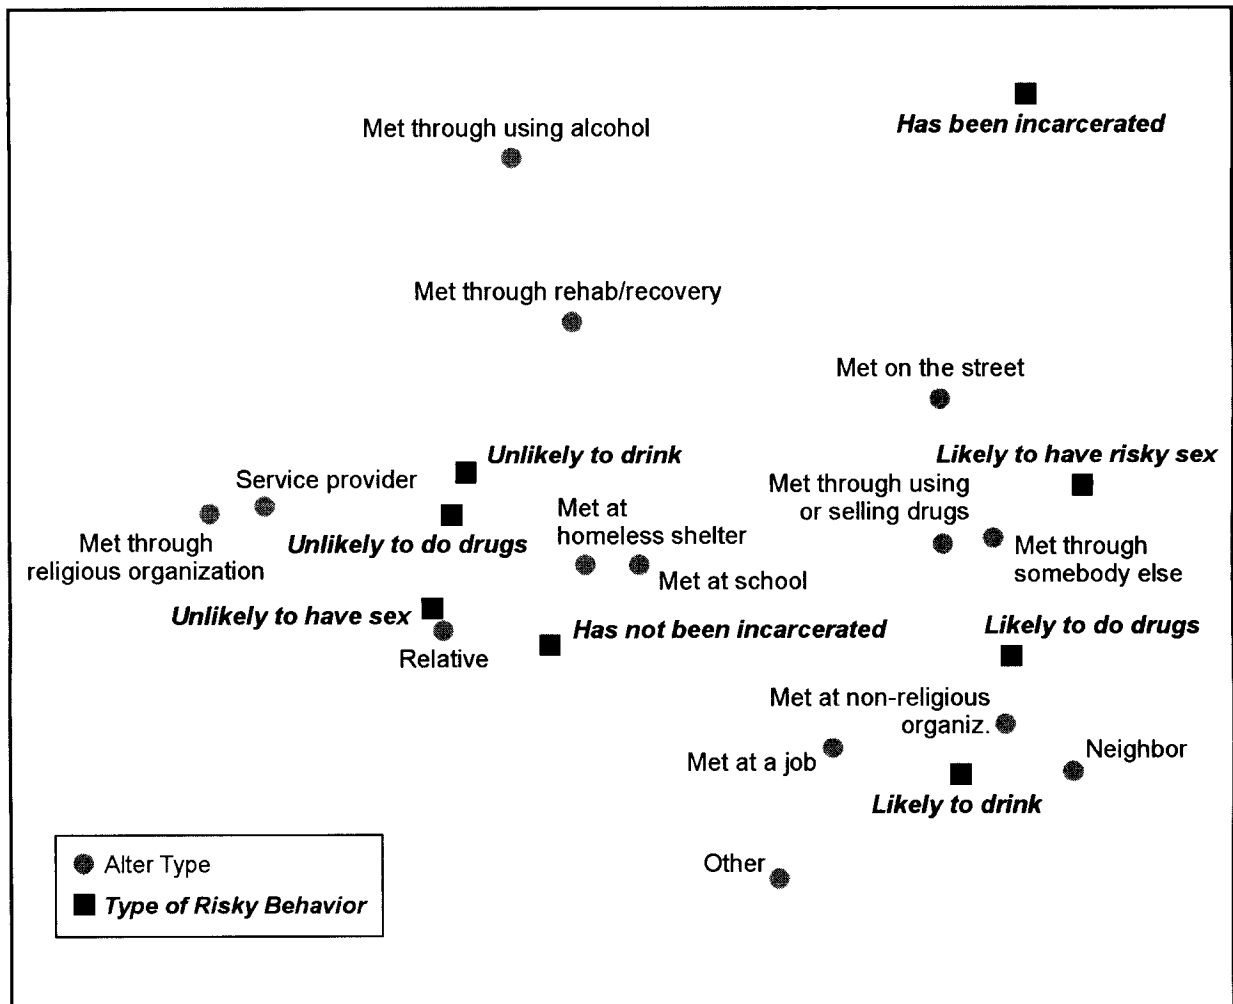 Has been incarcerated
Met through using alcohol
Met through rehab/recovery
Met on the street
Unlikely to drink
Likely to have risky sex
Service provider
Met through using
or selling drugs
Met at
homeless shelter
Unlikely to do drugs
Met through
religious organization
Met through
somebody else
Met at school
Unlikely to have sex
Has not been incarcerated
Likely to do drugs
Relative
Met at non-religious
organiz.
Neighbor
Met at a job
Likely to drink
Other
Alter Type
Type of Risky Behavior